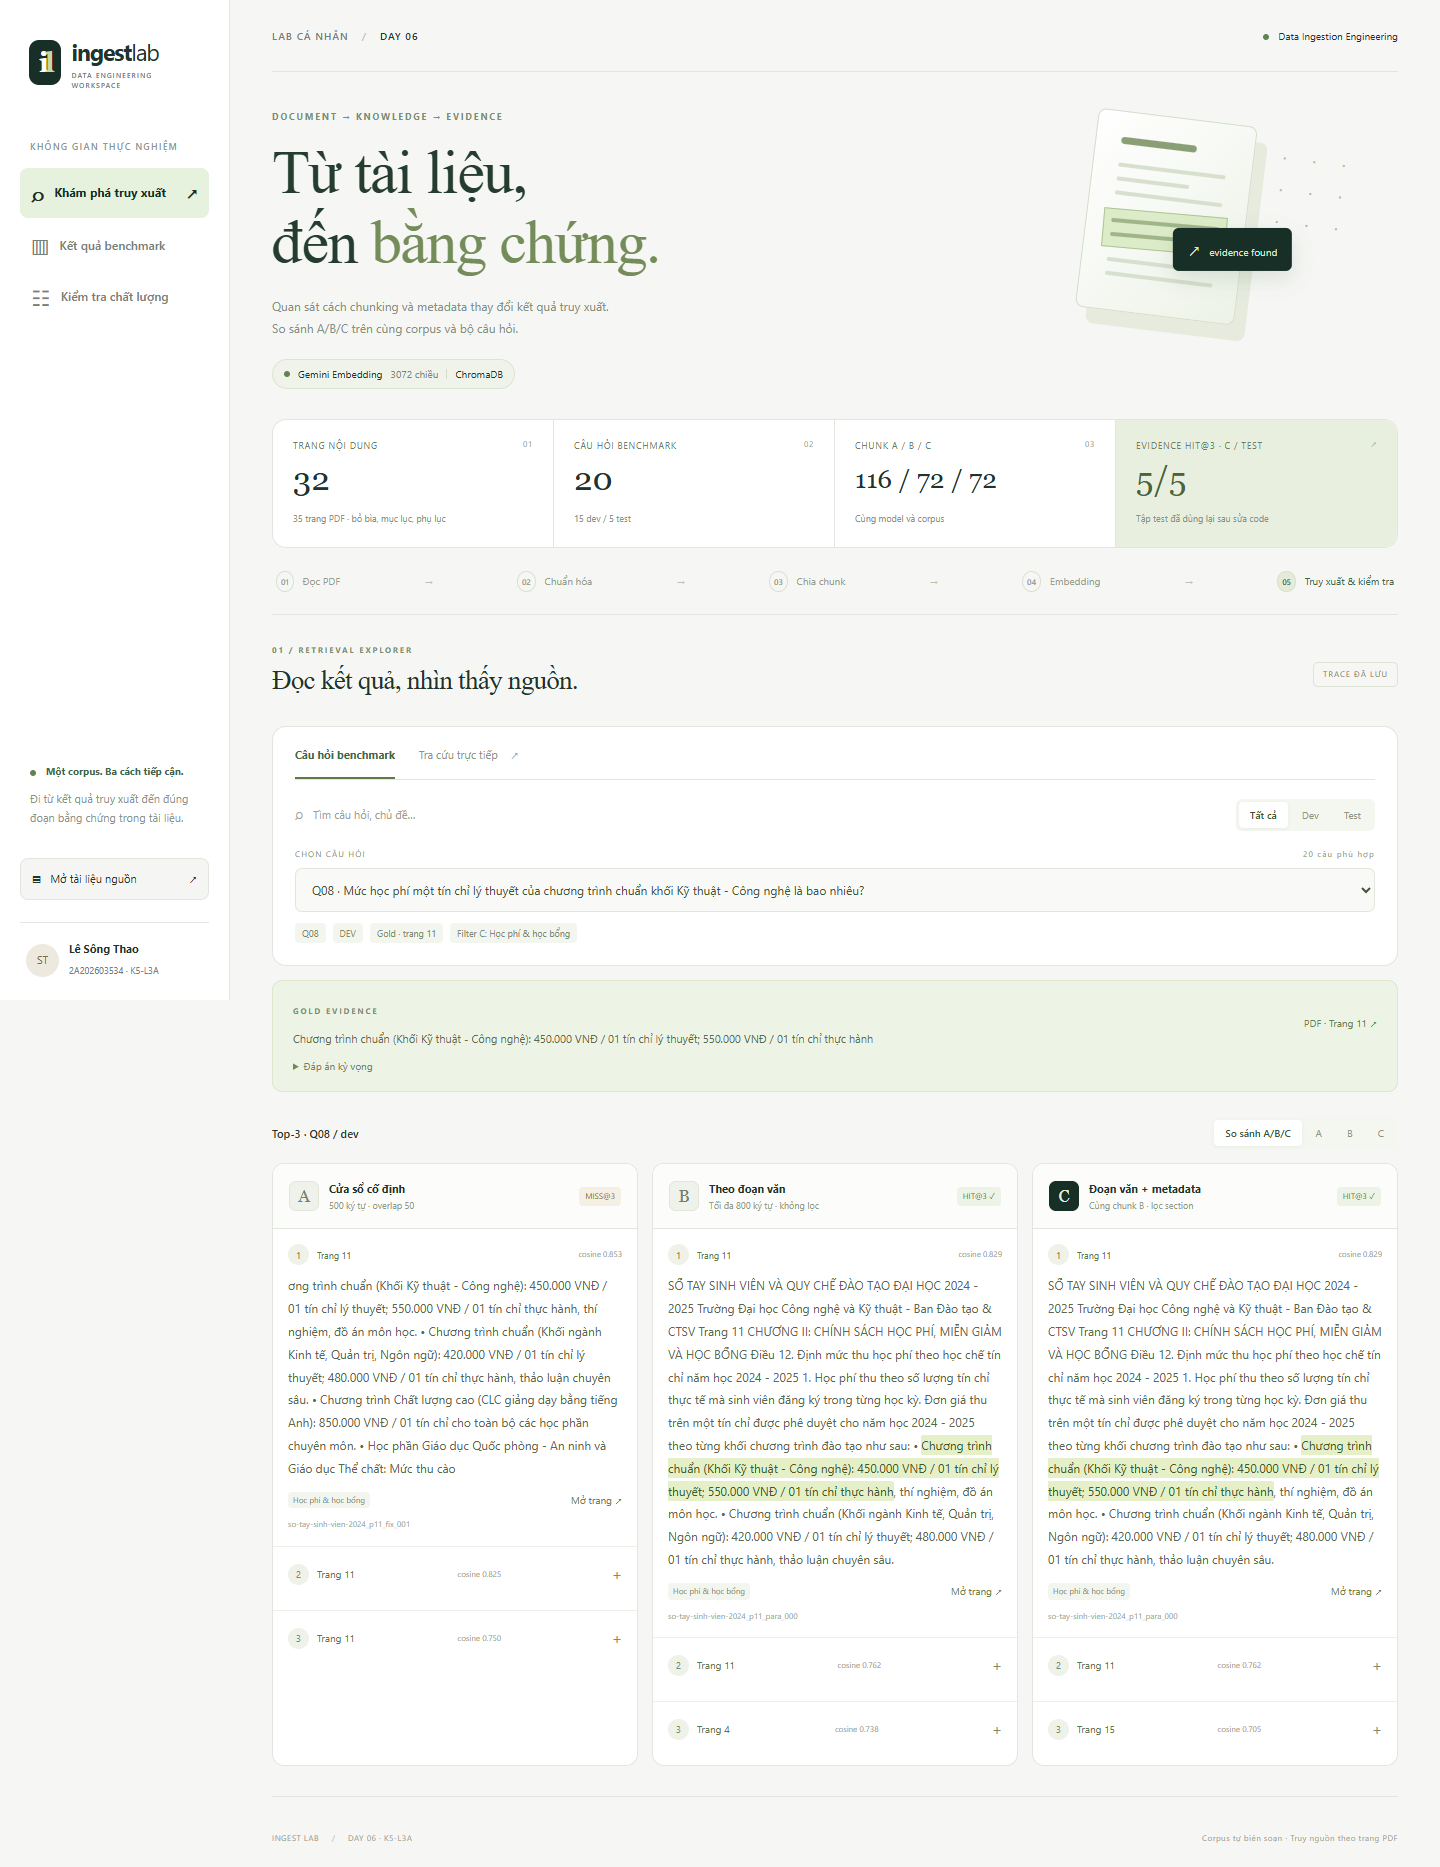 ingestlab
DATA ENGINEERING
WORKSPACE
KHÔNG GIAN THỰC NGHIỆM
Khám phá truy xuất ↗
Kết quả benchmark
Kiểm tra chất lượng
Một corpus. Ba cách tiếp cận.
Đi từ kết quả truy xuất đến đúng
đoạn bằng chứng trong tài liệu.
Mở tài liệu nguồn ↗
ST
Lê Sông Thao
2A202603534 · K5-L3A
LAB CÁ NHÂN / DAY 06
Data Ingestion Engineering
DOCUMENT → KNOWLEDGE → EVIDENCE
Từ tài liệu,
đến bằng chứng.
↗ evidence found
Quan sát cách chunking và metadata thay đổi kết quả truy xuất.
So sánh A/B/C trên cùng corpus và bộ câu hỏi.
Gemini Embedding 3072 chiều | ChromaDB
TRANG NỘI DUNG 01
32
35 trang PDF · bỏ bìa, mục lục, phụ lục
CÂU HỎI BENCHMARK 02
20
15 dev / 5 test
CHUNK A / B / C 03
116 / 72 / 72
Cùng model và corpus
EVIDENCE HIT@3 · C / TEST ↗
5/5
Tập test đã dùng lại sau sửa code
01 Đọc PDF → 02 Chuẩn hóa → 03 Chia chunk → 04 Embedding → 05 Truy xuất & kiểm tra
01 / RETRIEVAL EXPLORER
Đọc kết quả, nhìn thấy nguồn.
TRACE ĐÃ LƯU
Câu hỏi benchmark Tra cứu trực tiếp ↗
Tìm câu hỏi, chủ đề...
Tất cả Dev Test
CHỌN CÂU HỎI 20 câu phù hợp
Q08 · Mức học phí một tín chỉ lý thuyết của chương trình chuẩn khối Kỹ thuật - Công nghệ là bao nhiêu?
Q08 DEV Gold · trang 11 Filter C: Học phí & học bổng
GOLD EVIDENCE
PDF · Trang 11 ↗
Chương trình chuẩn (Khối Kỹ thuật - Công nghệ): 450.000 VNĐ / 01 tín chỉ lý thuyết; 550.000 VNĐ / 01 tín chỉ thực hành
▶ Đáp án kỳ vọng
Top-3 · Q08 / dev
So sánh A/B/C A B C
A Cửa sổ cố định MISS@3
500 ký tự · overlap 50
1 Trang 11 cosine 0.853
ơng trình chuẩn (Khối Kỹ thuật - Công nghệ): 450.000 VNĐ /
01 tín chỉ lý thuyết; 550.000 VNĐ / 01 tín chỉ thực hành, thí
nghiệm, đồ án môn học. • Chương trình chuẩn (Khối ngành
Kinh tế, Quản trị, Ngôn ngữ): 420.000 VNĐ / 01 tín chỉ lý
thuyết; 480.000 VNĐ / 01 tín chỉ thực hành, thảo luận chuyên
sâu. • Chương trình Chất lượng cao (CLC giảng dạy bằng tiếng
Anh): 850.000 VNĐ / 01 tín chỉ cho toàn bộ các học phần
chuyên môn. • Học phần Giáo dục Quốc phòng - An ninh và
Giáo dục Thể chất: Mức thu cào
Học phí & học bổng Mở trang ↗
so-tay-sinh-vien-2024_p11_fix_001
2 Trang 11 cosine 0.825 +
3 Trang 11 cosine 0.750 +
B Theo đoạn văn HIT@3 ✓
Tối đa 800 ký tự · không lọc
1 Trang 11 cosine 0.829
SỔ TAY SINH VIÊN VÀ QUY CHẾ ĐÀO TẠO ĐẠI HỌC 2024 -
2025 Trường Đại học Công nghệ và Kỹ thuật - Ban Đào tạo &
CTSV Trang 11 CHƯƠNG II: CHÍNH SÁCH HỌC PHÍ, MIỄN GIẢM
VÀ HỌC BỔNG Điều 12. Định mức thu học phí theo học chế tín
chỉ năm học 2024 - 2025 1. Học phí thu theo số lượng tín chỉ
thực tế mà sinh viên đăng ký trong từng học kỳ. Đơn giá thu
trên một tín chỉ được phê duyệt cho năm học 2024 - 2025
theo từng khối chương trình đào tạo như sau: • Chương trình
chuẩn (Khối Kỹ thuật - Công nghệ): 450.000 VNĐ / 01 tín chỉ lý
thuyết; 550.000 VNĐ / 01 tín chỉ thực hành, thí nghiệm, đồ án
môn học. • Chương trình chuẩn (Khối ngành Kinh tế, Quản trị,
Ngôn ngữ): 420.000 VNĐ / 01 tín chỉ lý thuyết; 480.000 VNĐ /
01 tín chỉ thực hành, thảo luận chuyên sâu.
Học phí & học bổng Mở trang ↗
so-tay-sinh-vien-2024_p11_para_000
2 Trang 11 cosine 0.762 +
3 Trang 4 cosine 0.738 +
C Đoạn văn + metadata HIT@3 ✓
Cùng chunk B · lọc section
1 Trang 11 cosine 0.829
SỔ TAY SINH VIÊN VÀ QUY CHẾ ĐÀO TẠO ĐẠI HỌC 2024 -
2025 Trường Đại học Công nghệ và Kỹ thuật - Ban Đào tạo &
CTSV Trang 11 CHƯƠNG II: CHÍNH SÁCH HỌC PHÍ, MIỄN GIẢM
VÀ HỌC BỔNG Điều 12. Định mức thu học phí theo học chế tín
chỉ năm học 2024 - 2025 1. Học phí thu theo số lượng tín chỉ
thực tế mà sinh viên đăng ký trong từng học kỳ. Đơn giá thu
trên một tín chỉ được phê duyệt cho năm học 2024 - 2025
theo từng khối chương trình đào tạo như sau: • Chương trình
chuẩn (Khối Kỹ thuật - Công nghệ): 450.000 VNĐ / 01 tín chỉ lý
thuyết; 550.000 VNĐ / 01 tín chỉ thực hành, thí nghiệm, đồ án
môn học. • Chương trình chuẩn (Khối ngành Kinh tế, Quản trị,
Ngôn ngữ): 420.000 VNĐ / 01 tín chỉ lý thuyết; 480.000 VNĐ /
01 tín chỉ thực hành, thảo luận chuyên sâu.
Học phí & học bổng Mở trang ↗
so-tay-sinh-vien-2024_p11_para_000
2 Trang 11 cosine 0.762 +
3 Trang 15 cosine 0.705 +
INGEST LAB / DAY 06 · K5-L3A
Corpus tự biên soạn · Truy nguồn theo trang PDF